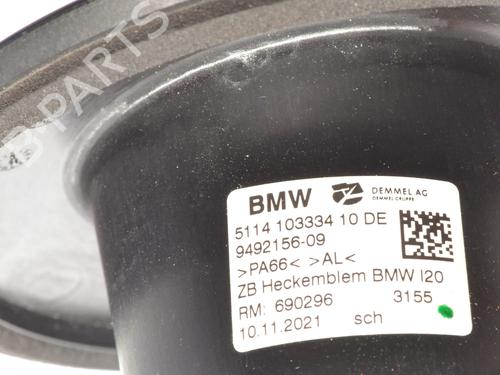 B PARTS
BMW DEMMEL AG
DEMMEL GRUPPE
5114 103334 10 DE
9492156-09
>PA66< >AL<
ZB Heckemblem BMW I20
RM: 690296 3155
10.11.2021 sch